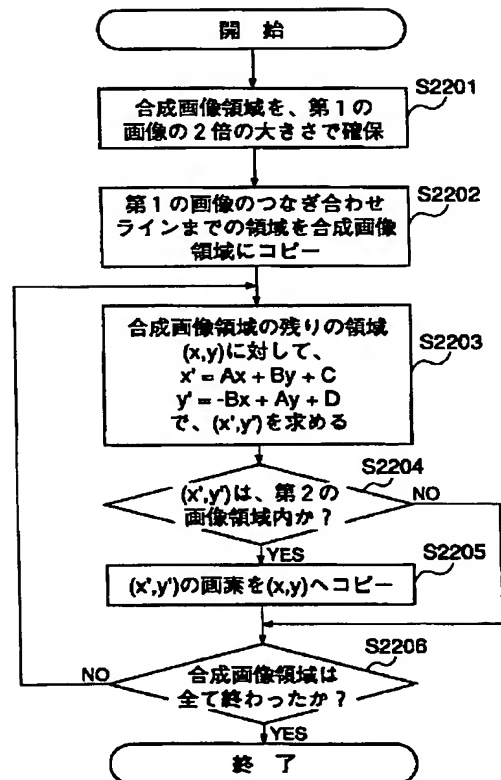 開 始
S2201
合成画像領域を、第1の
画像の2倍の大きさで確保
S2202
第1の画像のつなぎ合わせ
ラインまでの領域を合成画像
領域にコピー
S2203
合成画像領域の残りの領域
(x,y)に対して、
x' = Ax + By + C
y' = -Bx + Ay + D
で、(x',y')を求める
S2204
(x',y')は、第2の
画像領域内か？
NO
YES
S2205
(x',y')の画素を(x,y)へコピー
S2206
合成画像領域は
全て終わったか？
NO
YES
終 了